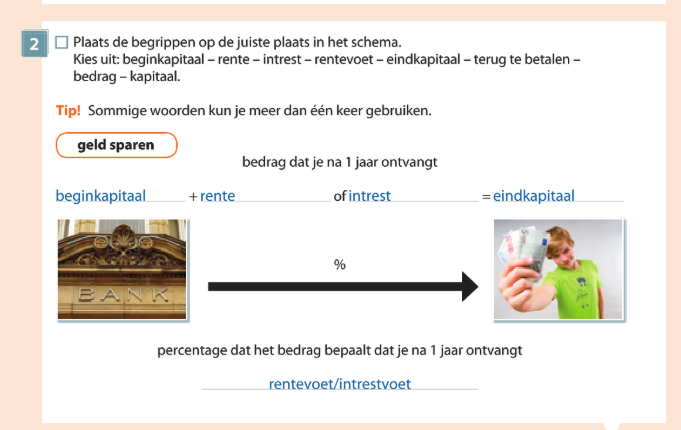 2 Plaats de begrippen op de juiste plaats in het schema.
Kies uit: beginkapitaal – rente – intrest – rentevoet – eindkapitaal – terug te betalen –
bedrag – kapitaal.
Tip! Sommige woorden kun je meer dan één keer gebruiken.
geld sparen
bedrag dat je na 1 jaar ontvangt
beginkapitaal + rente of intrest = eindkapitaal
BANK
%
percentage dat het bedrag bepaalt dat je na 1 jaar ontvangt
rentevoet/intrestvoet